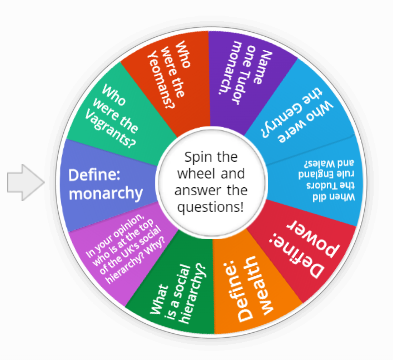 Spin the
wheel and
answer the
questions!
Define:
monarchy
Who
were the
Vagrants?
Who
were the
Yeomans?
Name
one Tudor
monarch.
Who were
the Gentry?
When did
the Tudors
rule England
and Wales?
Define:
power
Define:
wealth
What
is a social
hierarchy?
In your opinion,
who is at the top
of the UK's social
hierarchy? Why?